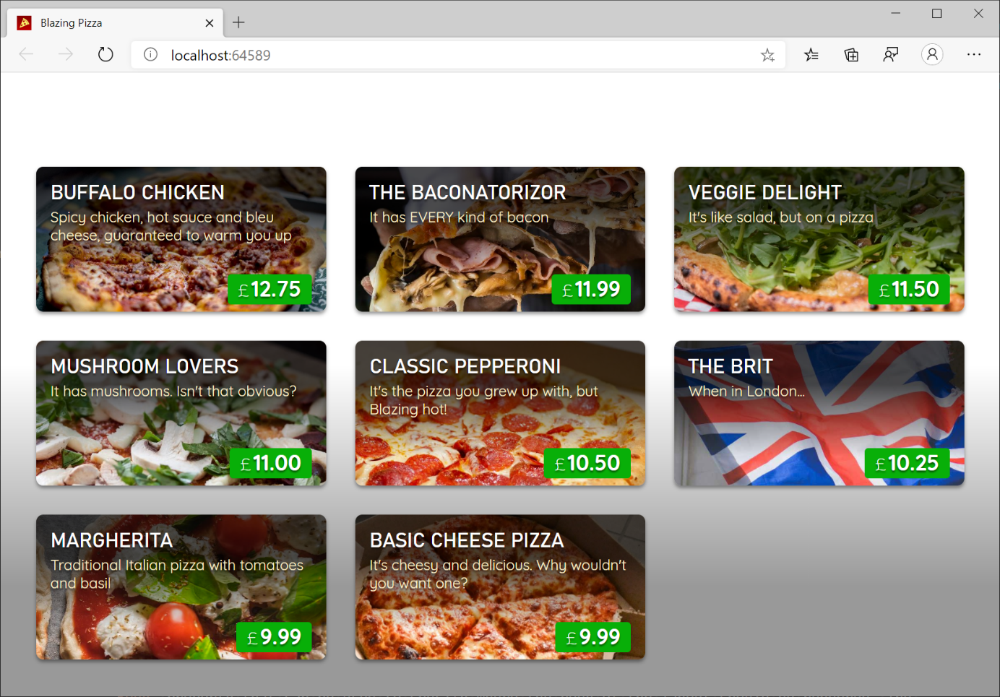 Blazing Pizza
localhost:64589
BUFFALO CHICKEN
Spicy chicken, hot sauce and bleu
cheese, guaranteed to warm you up
£12.75
THE BACONATORIZOR
It has EVERY kind of bacon
£11.99
VEGGIE DELIGHT
It's like salad, but on a pizza
£11.50
MUSHROOM LOVERS
It has mushrooms. Isn't that obvious?
£11.00
CLASSIC PEPPERONI
It's the pizza you grew up with, but
Blazing hot!
£10.50
THE BRIT
When in London...
£10.25
MARGHERITA
Traditional Italian pizza with tomatoes
and basil
£9.99
BASIC CHEESE PIZZA
It's cheesy and delicious. Why wouldn't
you want one?
£9.99